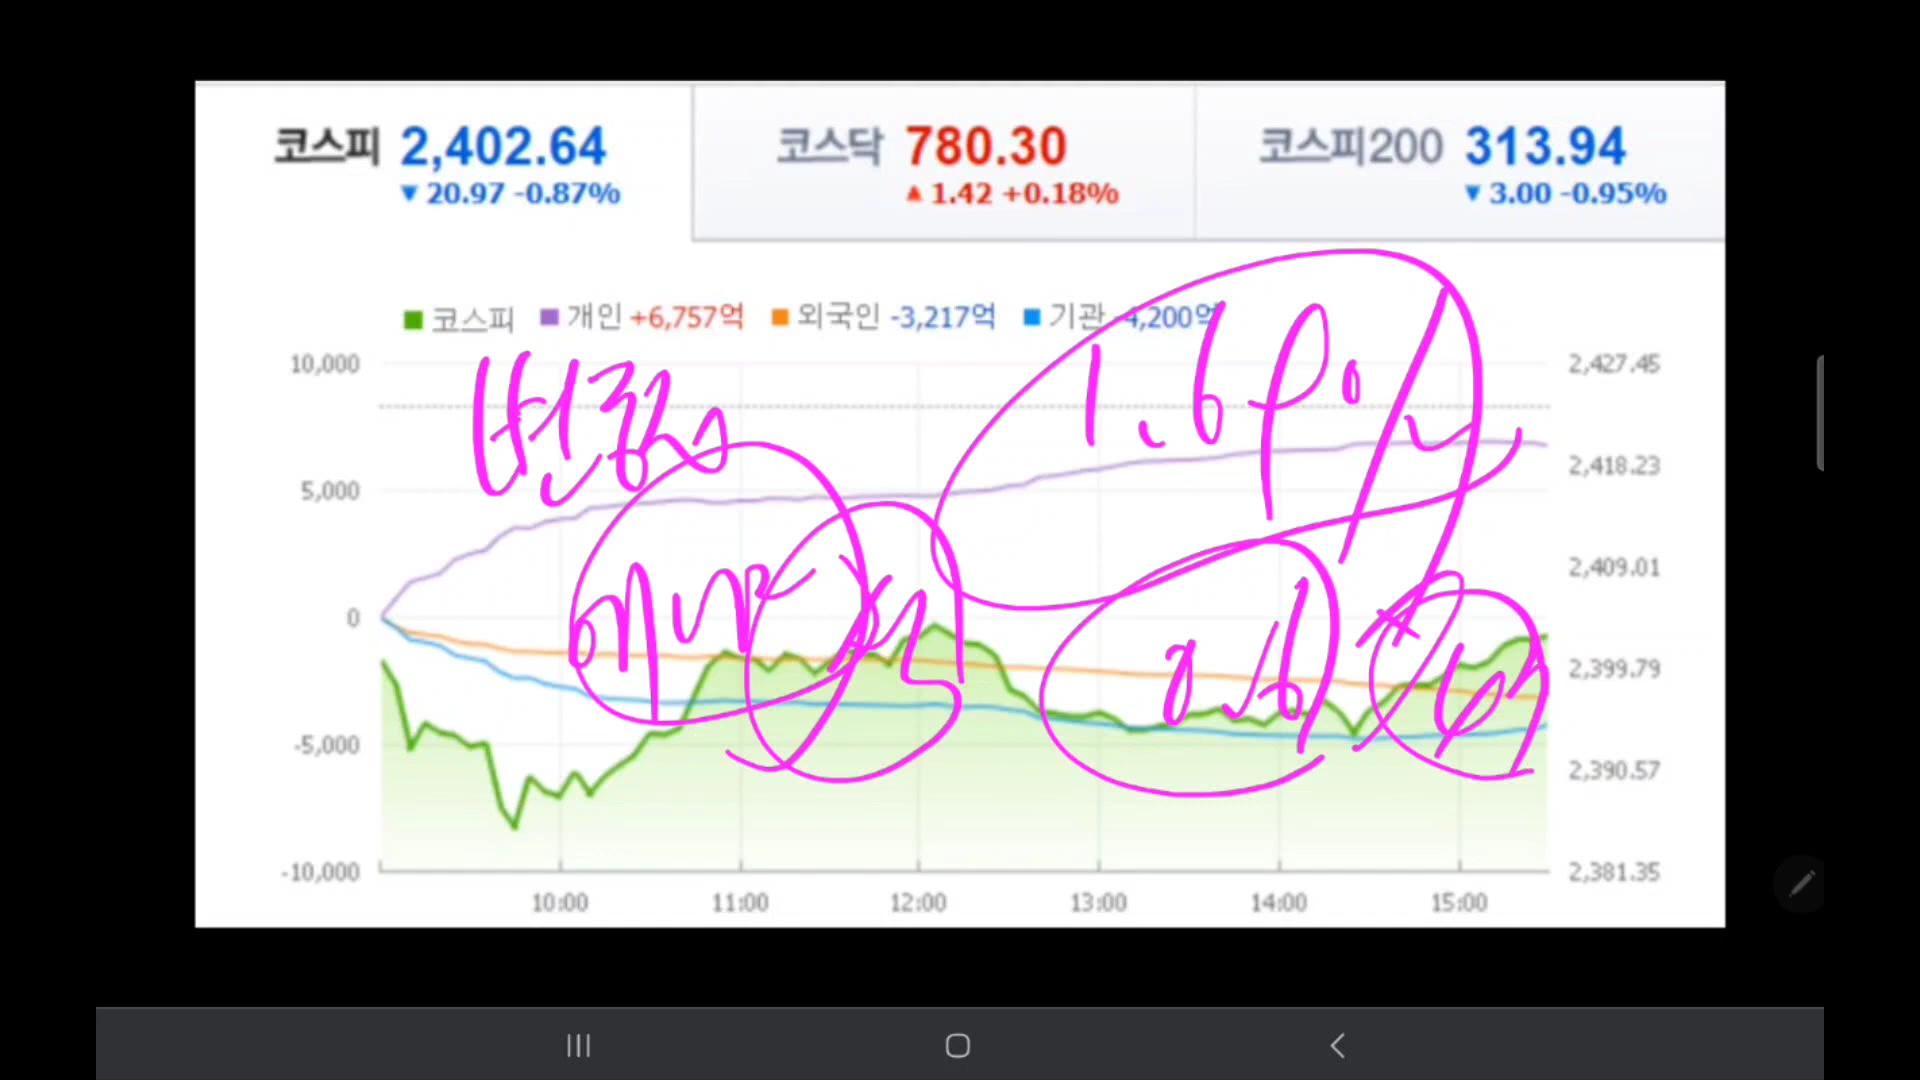 코스피 2,402.64 코스닥 780.30 코스피200 313.94
▼ 20.97 -0.87% ▲ 1.42 +0.18% ▼ 3.00 -0.95%
코스피 개인 +6,757억 외국인 -3,217억 기관 -4,200억
10,000 2,427.45
2,418.23
5,000
2,409.01
0
2,399.79
-5,000
2,390.57
-10,000 2,381.35
10:00 11:00 12:00 13:00 14:00 15:00